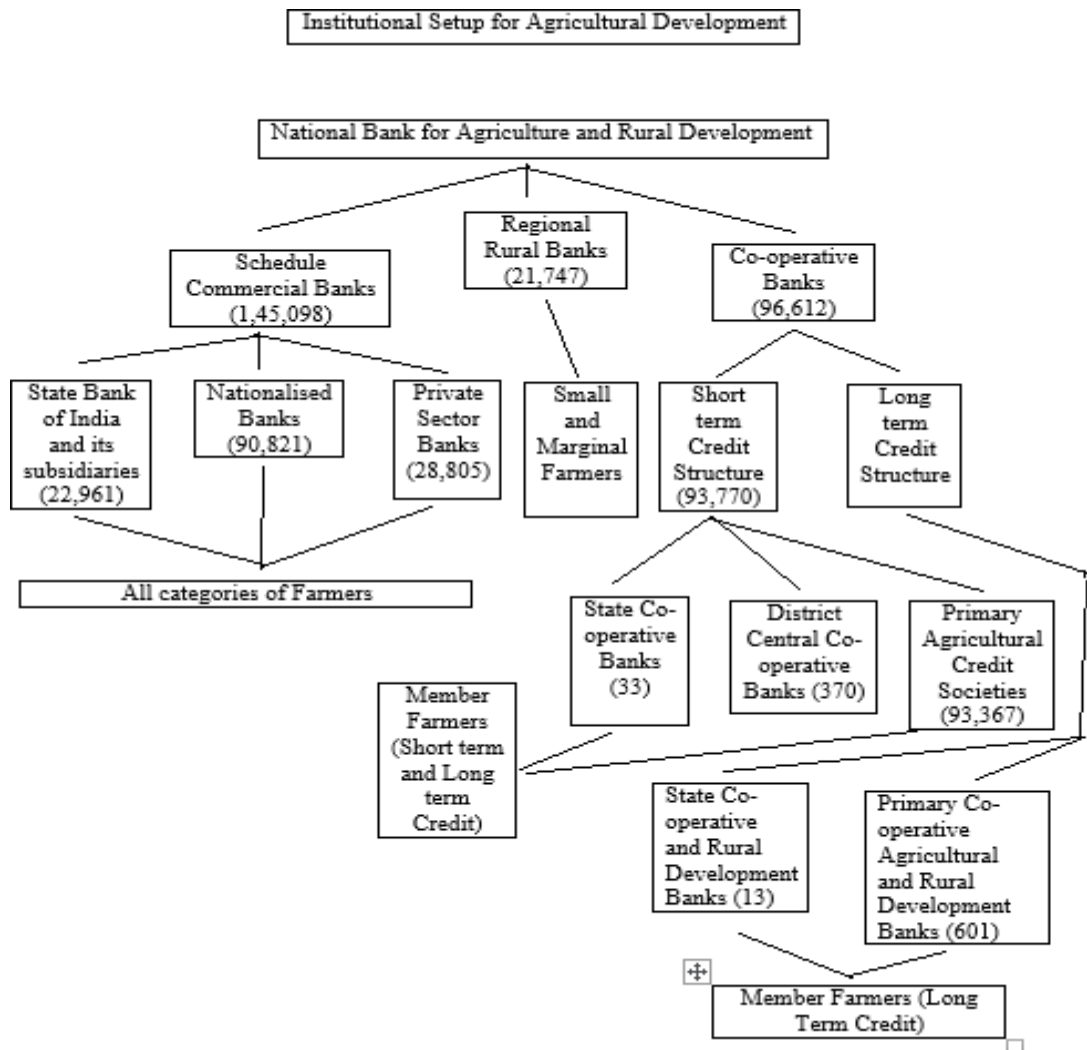 Institutional Setup for Agricultural Development
National Bank for Agriculture and Rural Development
Schedule
Commercial Banks
(1,45,098)
Regional
Rural Banks
(21,747)
Co-operative
Banks
(96,612)
State Bank
of India
and its
subsidiaries
(22,961)
Nationalised
Banks
(90,821)
Private
Sector
Banks
(28,805)
Small
and
Marginal
Farmers
Short
term
Credit
Structure
(93,770)
Long
term
Credit
Structure
All categories of Farmers
State Co-
operative
Banks
(33)
District
Central Co-
operative
Banks (370)
Primary
Agricultural
Credit
Societies
(93,367)
Member
Farmers
(Short term
and Long
term
Credit)
State Co-
operative
and Rural
Development
Banks (13)
Primary Co-
operative
Agricultural
and Rural
Development
Banks (601)
Member Farmers (Long
Term Credit)